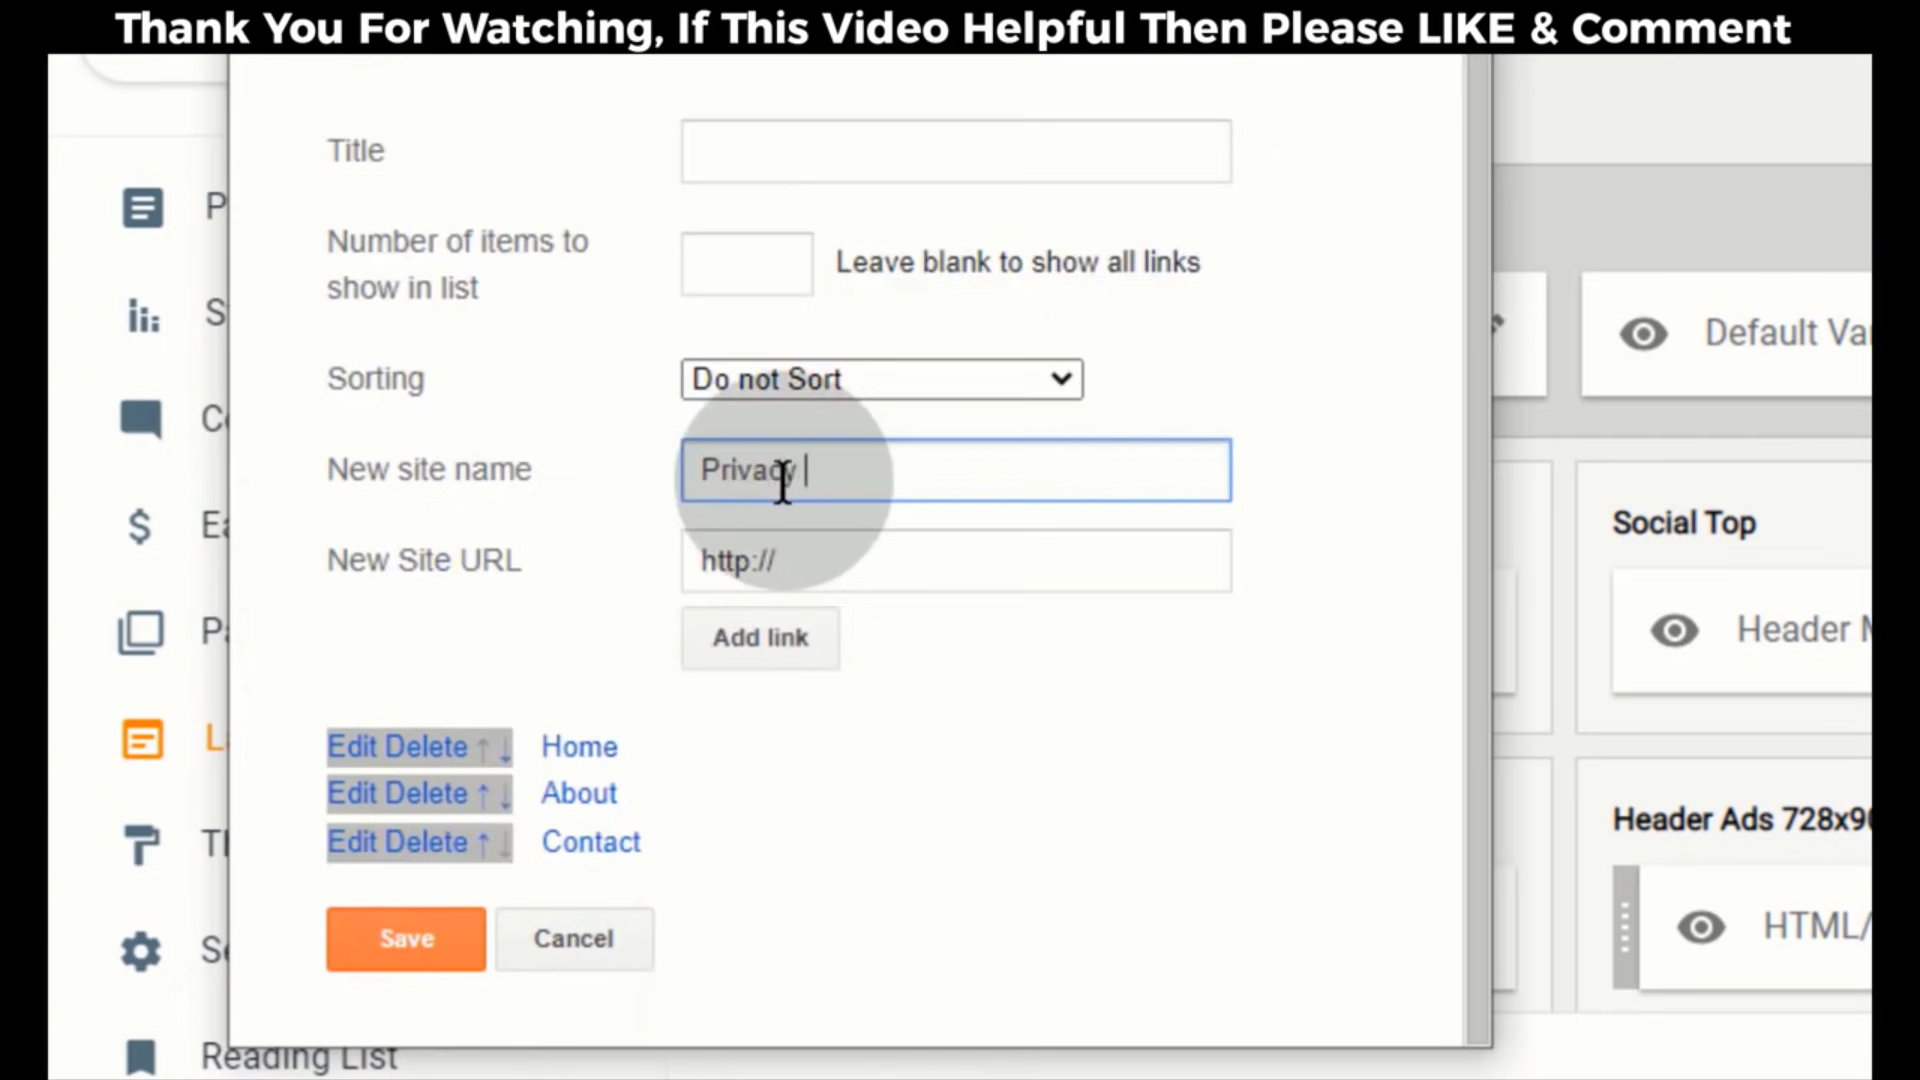 Thank You For Watching, If This Video Helpful Then Please LIKE & Comment
Title
Number of items to
show in list
Leave blank to show all links
Sorting
Do not Sort
New site name
Privacy
New Site URL
http://
Add link
Edit Delete ↑ ↓ Home
Edit Delete ↑ ↓ About
Edit Delete ↑ ↓ Contact
Save
Cancel
Reading List
Default Va
Social Top
Header M
Header Ads 728x90
HTML/